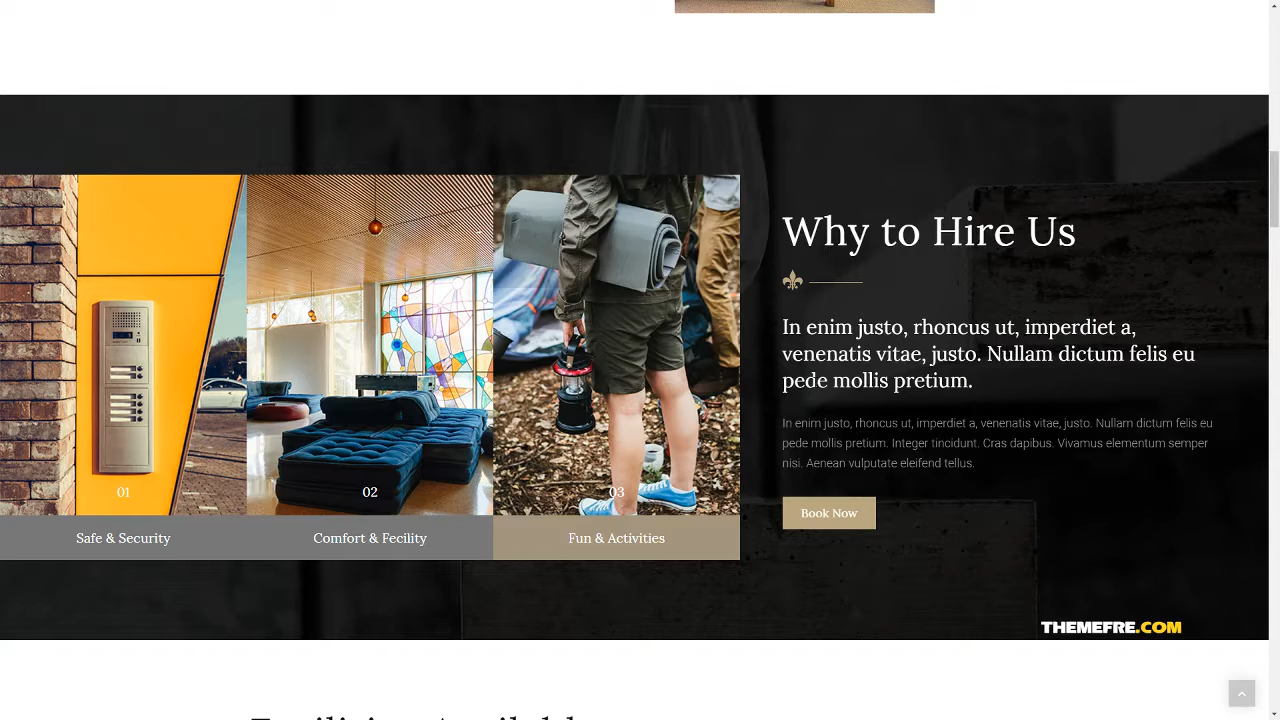 Why to Hire Us
In enim justo, rhoncus ut, imperdiet a,
venenatis vitae, justo. Nullam dictum felis eu
pede mollis pretium.
In enim justo, rhoncus ut, imperdiet a, venenatis vitae, justo. Nullam dictum felis eu
pede mollis pretium. Integer tincidunt. Cras dapibus. Vivamus elementum semper
nisi. Aenean vulputate eleifend tellus.
Book Now
01
02
03
Safe & Security
Comfort & Fecility
Fun & Activities
THEMEFRE.COM